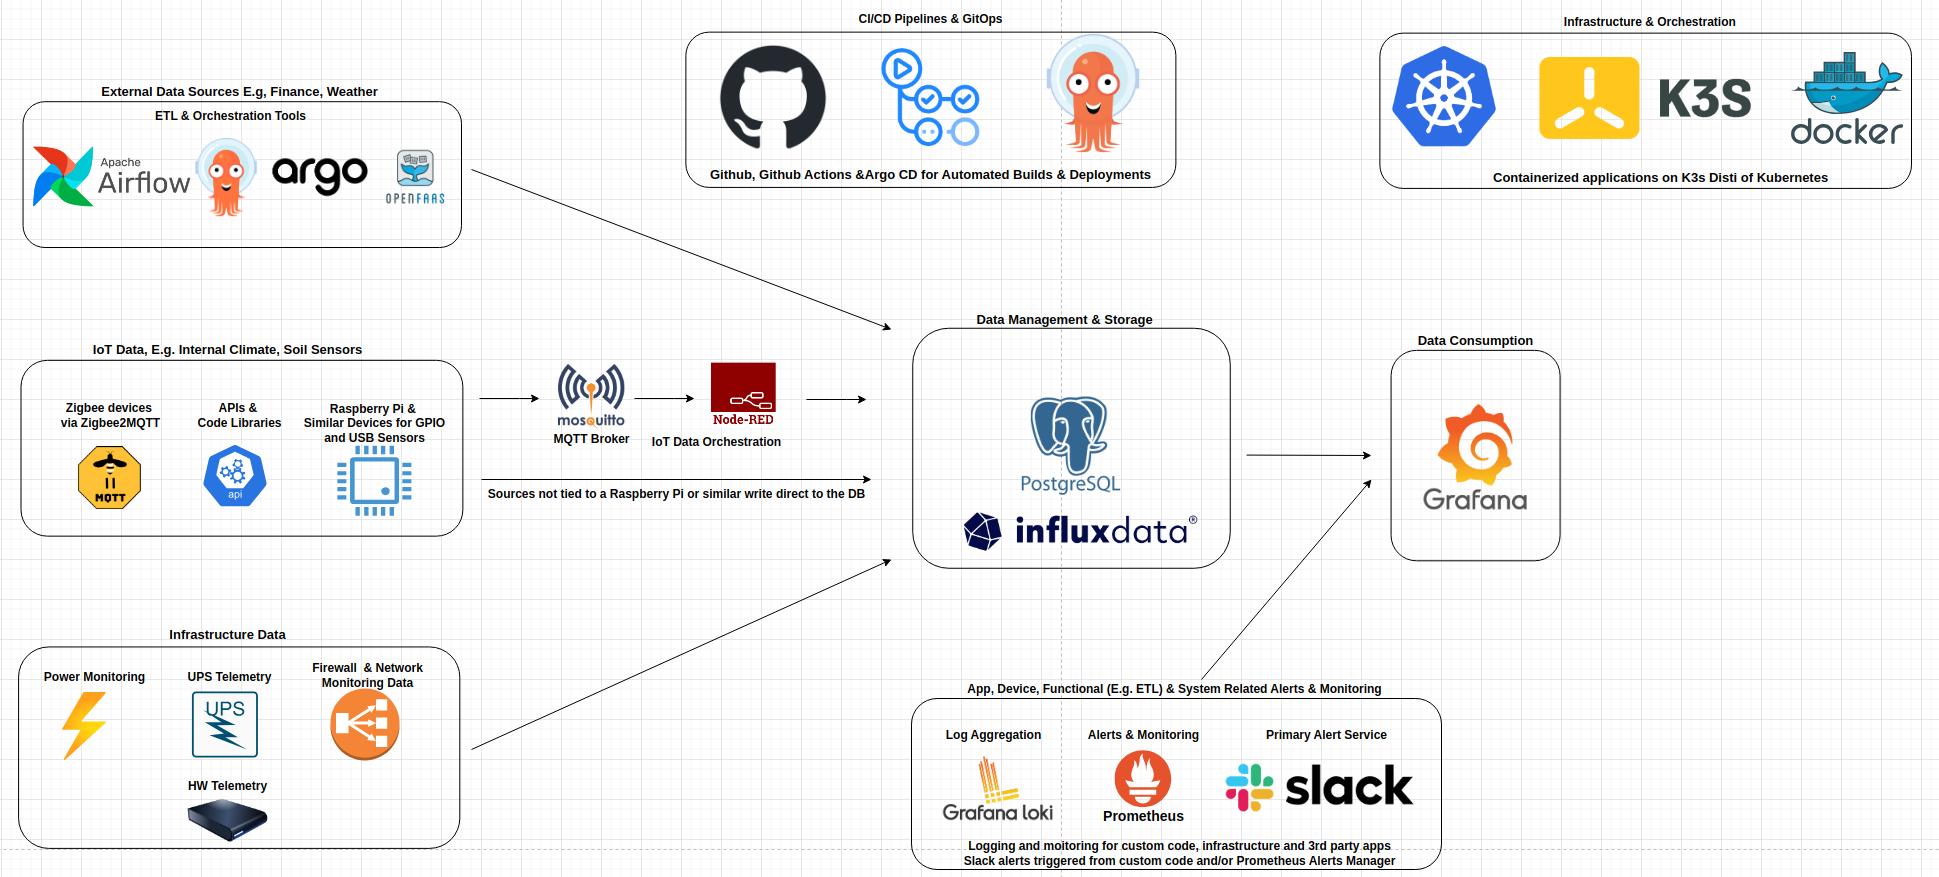 CI/CD Pipelines & GitOps
Github, Github Actions &Argo CD for Automated Builds & Deployments
Infrastructure & Orchestration
K3S
docker
Containerized applications on K3s Disti of Kubernetes
External Data Sources E.g, Finance, Weather
ETL & Orchestration Tools
Apache
Airflow
argo
OPENFAAS
IoT Data, E.g. Internal Climate, Soil Sensors
Zigbee devices
via Zigbee2MQTT
MQTT
APIs &
Code Libraries
api
Raspberry Pi &
Similar Devices for GPIO
and USB Sensors
mosquitto
MQTT Broker
Node-RED
IoT Data Orchestration
Sources not tied to a Raspberry Pi or similar write direct to the DB
Data Management & Storage
PostgreSQL
influxdata®
Data Consumption
Grafana
Infrastructure Data
Power Monitoring
UPS Telemetry
UPS
Firewall & Network
Monitoring Data
HW Telemetry
App, Device, Functional (E.g. ETL) & System Related Alerts & Monitoring
Log Aggregation
Grafana loki
Alerts & Monitoring
Prometheus
Primary Alert Service
slack
Logging and moitoring for custom code, infrastructure and 3rd party apps
Slack alerts triggered from custom code and/or Prometheus Alerts Manager